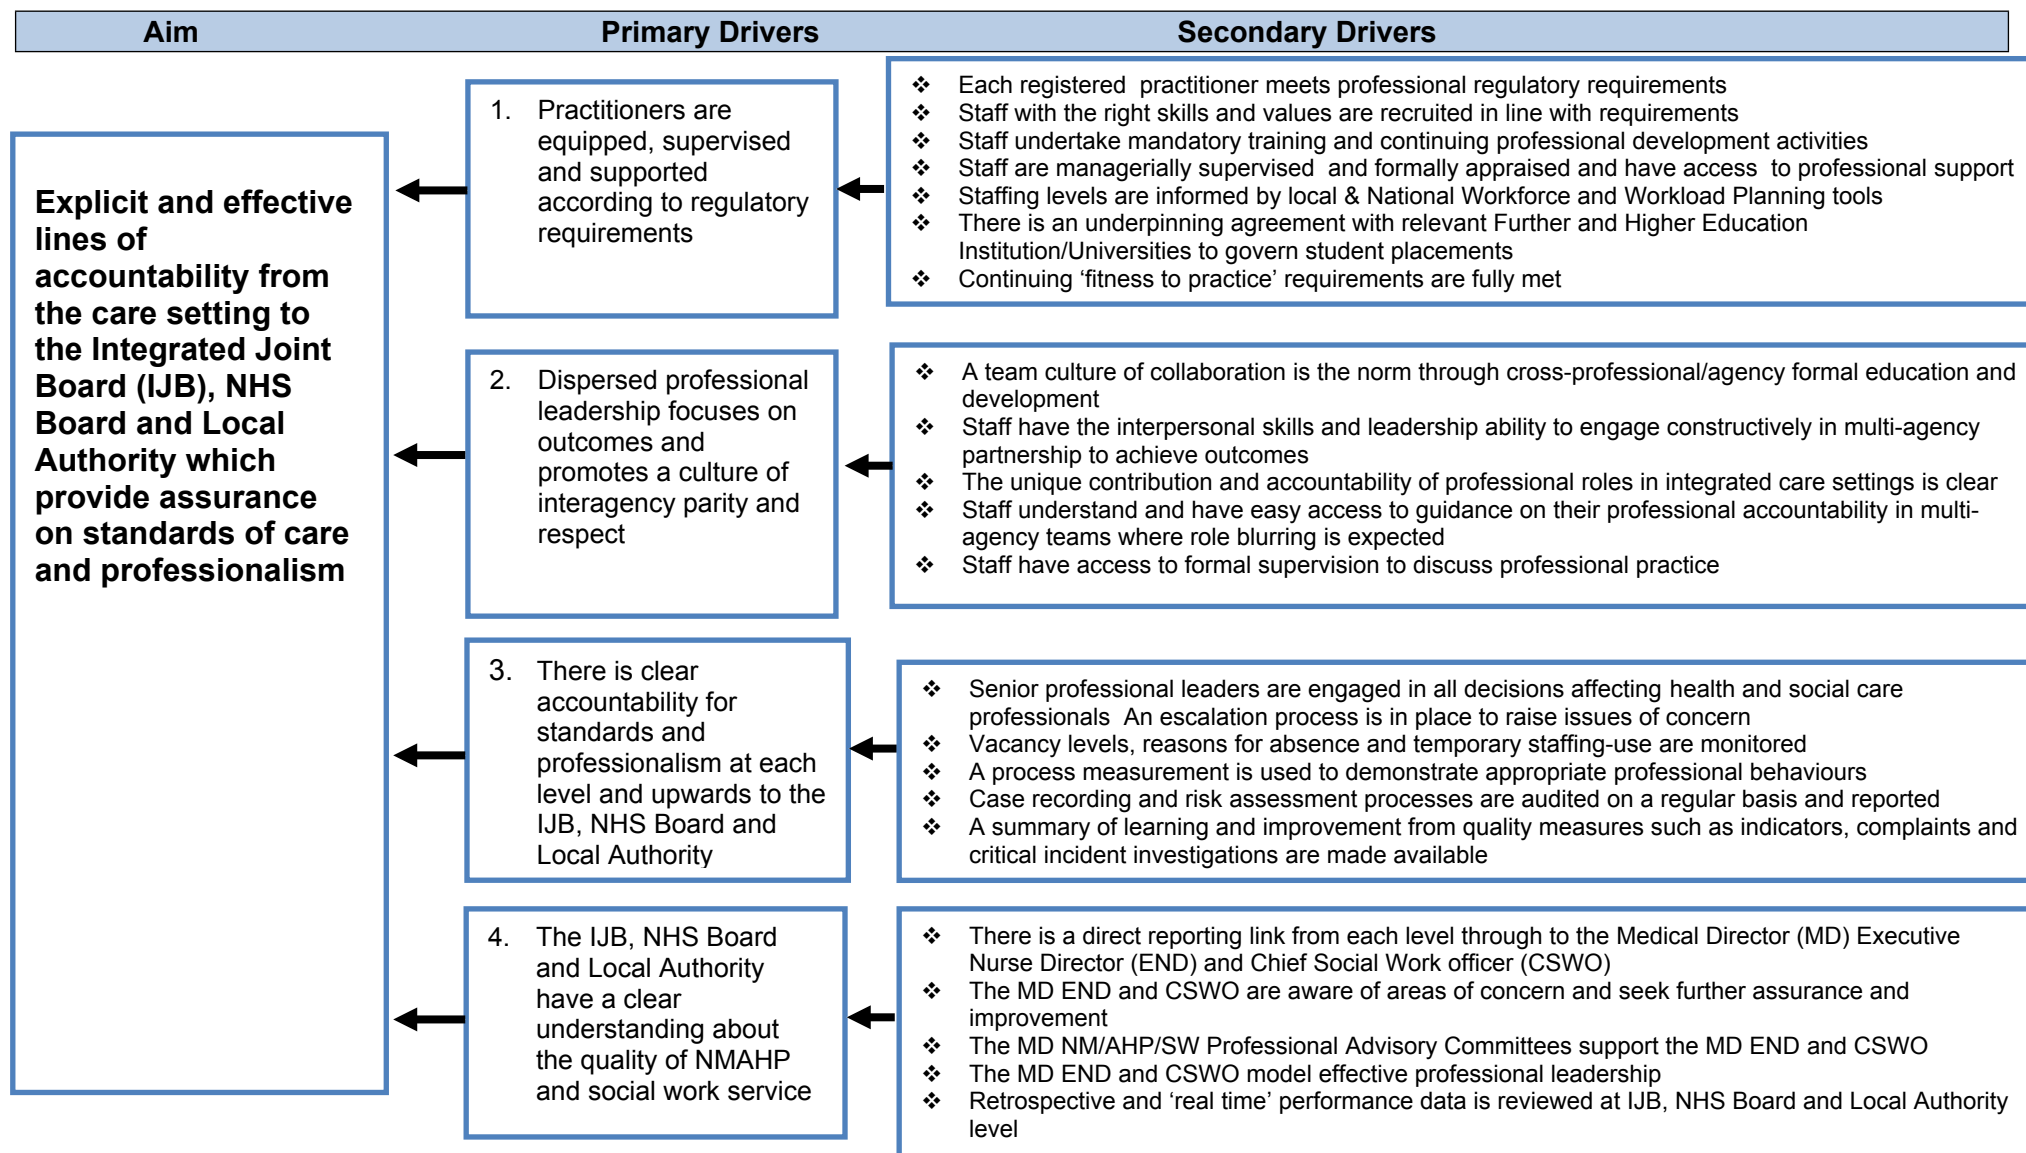 Aim Primary Drivers Secondary Drivers
Explicit and effective
lines of
accountability from
the care setting to
the Integrated Joint
Board (IJB), NHS
Board and Local
Authority which
provide assurance
on standards of care
and professionalism
1. Practitioners are
equipped, supervised
and supported
according to regulatory
requirements
❖ Each registered practitioner meets professional regulatory requirements
❖ Staff with the right skills and values are recruited in line with requirements
❖ Staff undertake mandatory training and continuing professional development activities
❖ Staff are managerially supervised and formally appraised and have access to professional support
❖ Staffing levels are informed by local & National Workforce and Workload Planning tools
❖ There is an underpinning agreement with relevant Further and Higher Education
Institution/Universities to govern student placements
❖ Continuing ‘fitness to practice’ requirements are fully met
2. Dispersed professional
leadership focuses on
outcomes and
promotes a culture of
interagency parity and
respect
❖ A team culture of collaboration is the norm through cross-professional/agency formal education and
development
❖ Staff have the interpersonal skills and leadership ability to engage constructively in multi-agency
partnership to achieve outcomes
❖ The unique contribution and accountability of professional roles in integrated care settings is clear
❖ Staff understand and have easy access to guidance on their professional accountability in multi-
agency teams where role blurring is expected
❖ Staff have access to formal supervision to discuss professional practice
3. There is clear
accountability for
standards and
professionalism at each
level and upwards to the
IJB, NHS Board and
Local Authority
❖ Senior professional leaders are engaged in all decisions affecting health and social care
professionals An escalation process is in place to raise issues of concern
❖ Vacancy levels, reasons for absence and temporary staffing-use are monitored
❖ A process measurement is used to demonstrate appropriate professional behaviours
❖ Case recording and risk assessment processes are audited on a regular basis and reported
❖ A summary of learning and improvement from quality measures such as indicators, complaints and
critical incident investigations are made available
4. The IJB, NHS Board
and Local Authority
have a clear
understanding about
the quality of NMAHP
and social work service
❖ There is a direct reporting link from each level through to the Medical Director (MD) Executive
Nurse Director (END) and Chief Social Work officer (CSWO)
❖ The MD END and CSWO are aware of areas of concern and seek further assurance and
improvement
❖ The MD NM/AHP/SW Professional Advisory Committees support the MD END and CSWO
❖ The MD END and CSWO model effective professional leadership
❖ Retrospective and ‘real time’ performance data is reviewed at IJB, NHS Board and Local Authority
level